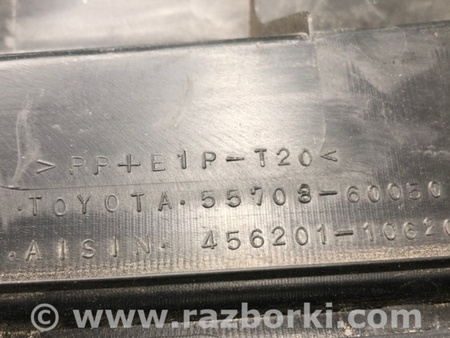 >PP+E1P-T20<
·TOYOTA·55708-60050
·AISIN· 456201-10620
© www.razborki.com